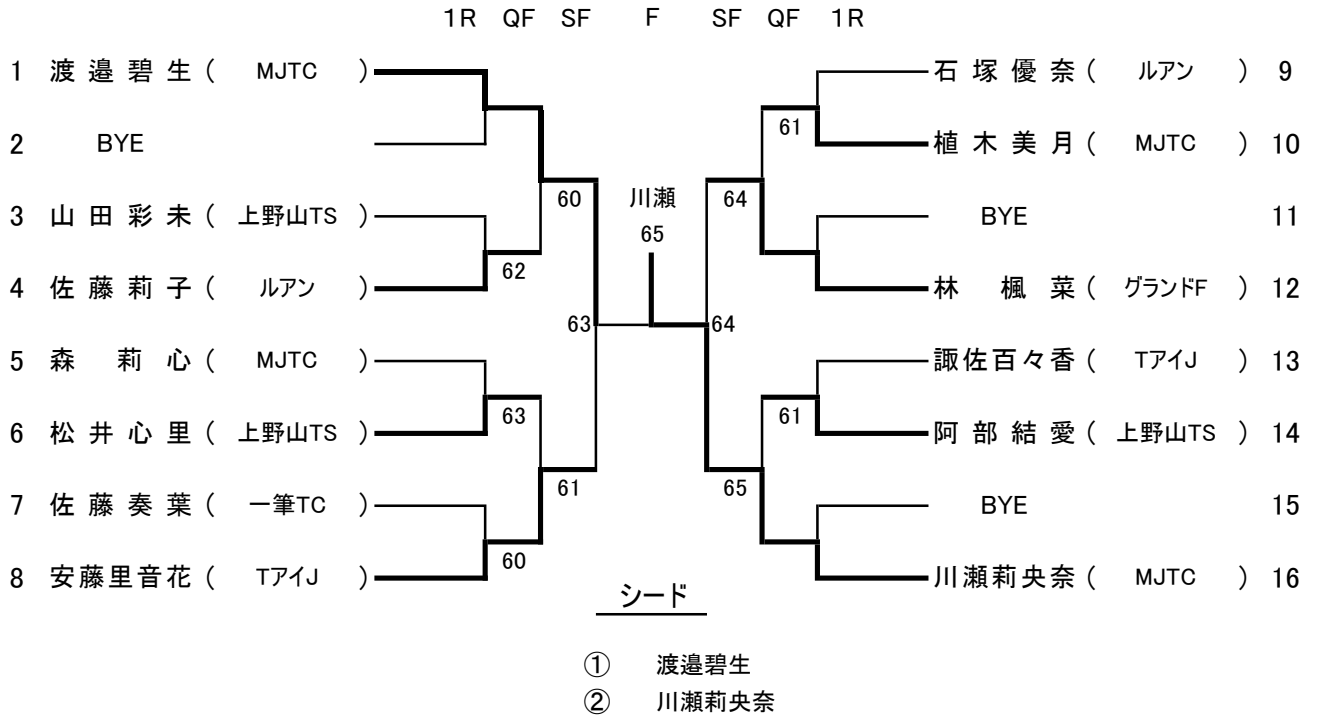 1R QF SF F SF QF 1R
1 渡邉碧生 ( MJTC ) 石塚優奈 ( ルアン ) 9
61
2 BYE 植木美月 ( MJTC ) 10
60 川瀬 64
3 山田彩未 ( 上野山TS ) BYE 11
65
62
4 佐藤莉子 ( ルアン ) 林楓菜 ( グランドF ) 12
63 64
5 森莉心 ( MJTC ) 諏佐百々香 ( TアイJ ) 13
63 61
6 松井心里 ( 上野山TS ) 阿部結愛 ( 上野山TS ) 14
61 65
7 佐藤奏葉 ( 一筆TC ) BYE 15
60
8 安藤里音花 ( TアイJ ) 川瀬莉央奈 ( MJTC ) 16
シード
① 渡邉碧生
② 川瀬莉央奈